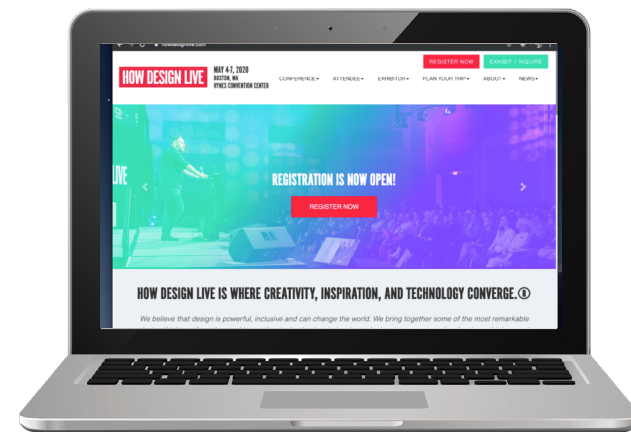 howdesignlive.com
REGISTER NOW
EXHIBIT / INQUIRE
HOW DESIGN LIVE
MAY 4-7, 2020
BOSTON, MA
HYNES CONVENTION CENTER
CONFERENCE
ATTENDEE
EXHIBITOR
PLAN YOUR TRIP
ABOUT
NEWS
LIVE
REGISTRATION IS NOW OPEN!
REGISTER NOW
HOW DESIGN LIVE IS WHERE CREATIVITY, INSPIRATION, AND TECHNOLOGY CONVERGE.®
We believe that design is powerful, inclusive and can change the world. We bring together some of the most remarkable